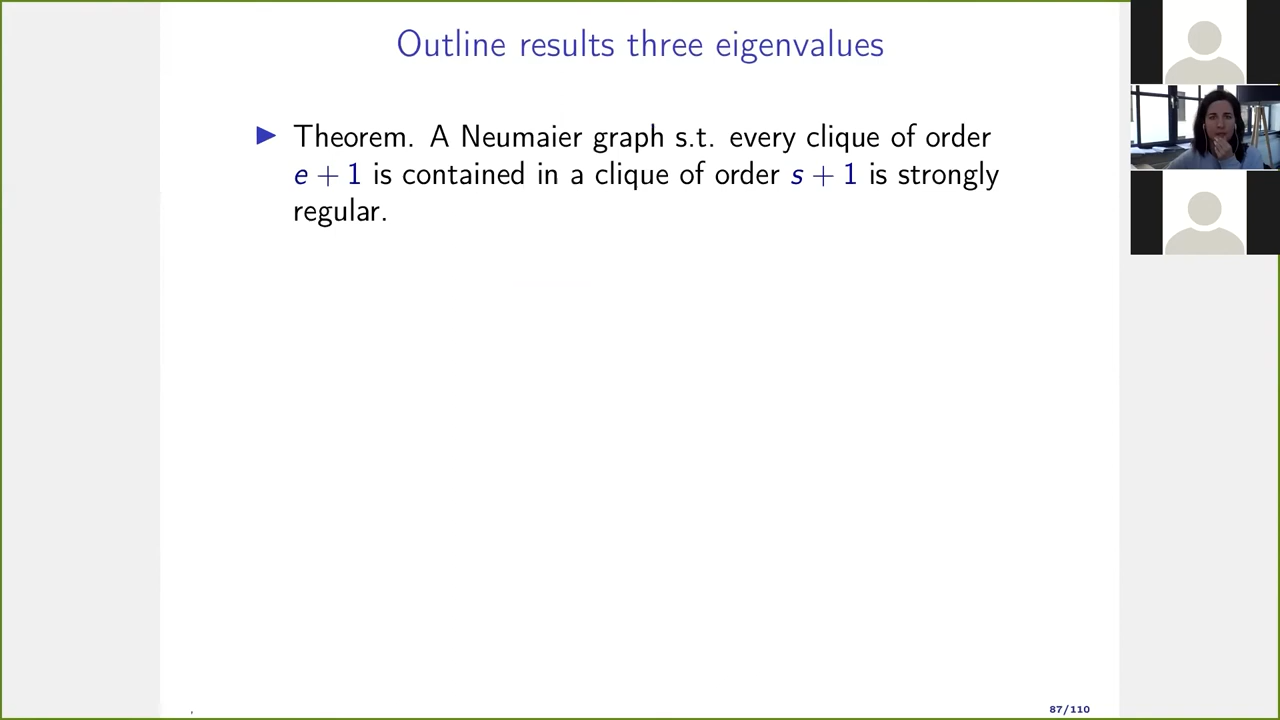 Outline results three eigenvalues
▶ Theorem. A Neumaier graph s.t. every clique of order
e + 1 is contained in a clique of order s + 1 is strongly
regular.
,
87/110